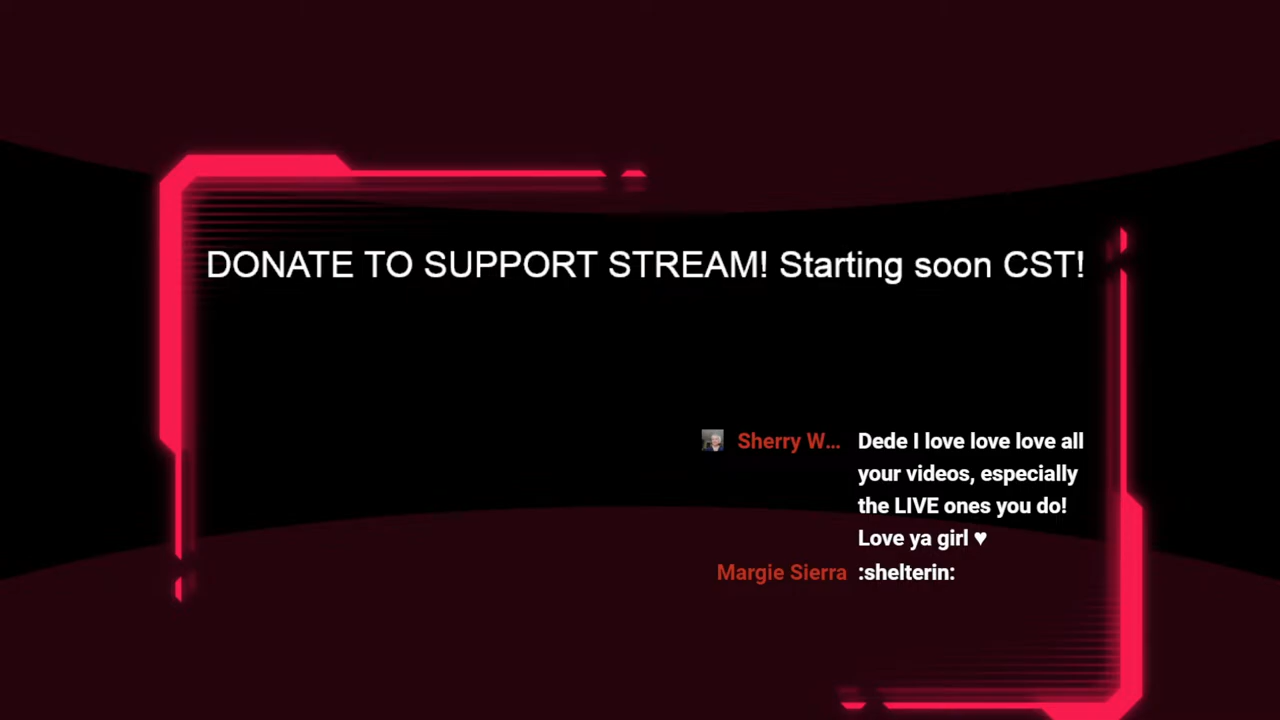 DONATE TO SUPPORT STREAM! Starting soon CST!
Sherry W... Dede I love love love all
your videos, especially
the LIVE ones you do!
Love ya girl ♥
Margie Sierra :shelterin: